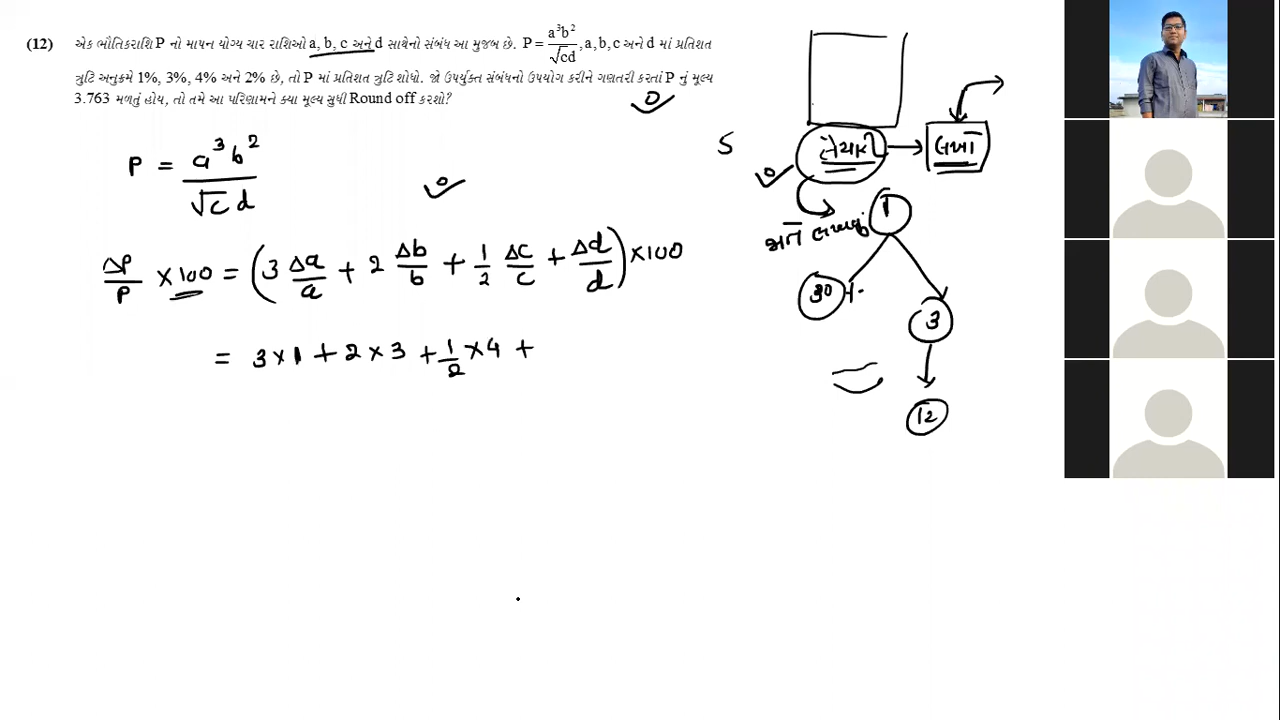 (12) એક ભૌતિકરાશિ P નો માપન યોગ્ય ચાર રાશિઓ a, b, c અને d સાથેનો સંબંધ આ મુજબ છે. P = a³b²/√cd, a, b, c અને d માં પ્રતિશત
ત્રુટિ અનુક્રમે 1%, 3%, 4% અને 2% છે, તો P માં પ્રતિશત ત્રુટિ શોધો. જો ઉપર્યુક્ત સંબંધનો ઉપયોગ કરીને ગણતરી કરતાં P નું મૂલ્ય
3.763 મળતું હોય, તો તમે આ પરિણામને ક્યા મૂલ્ય સુધી Round off કરશો?
P = a³b²/√c d
ΔP/P × 100 = (3 Δa/a + 2 Δb/b + 1/2 Δc/c + Δd/d) × 100
= 3 × 1 + 2 × 3 + 1/2 × 4 +
S
લખો
1
30
3
12